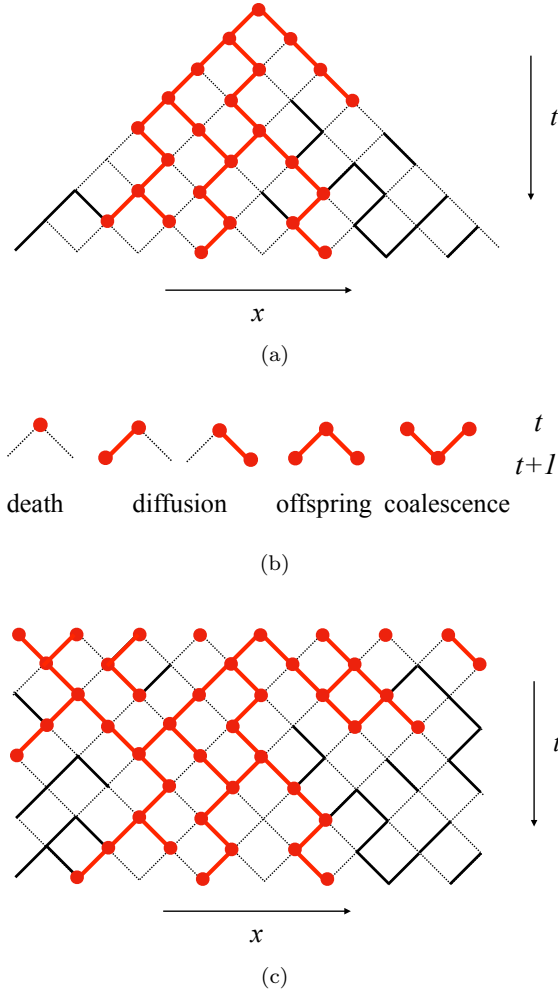 t
x
(a)
t
t+1
death diffusion offspring coalescence
(b)
t
x
(c)